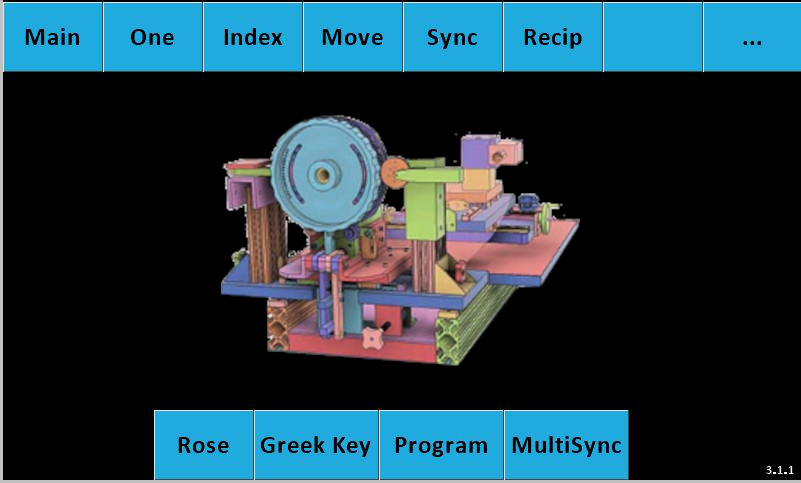 Main One Index Move Sync Recip ...
Rose Greek Key Program MultiSync
3.1.1